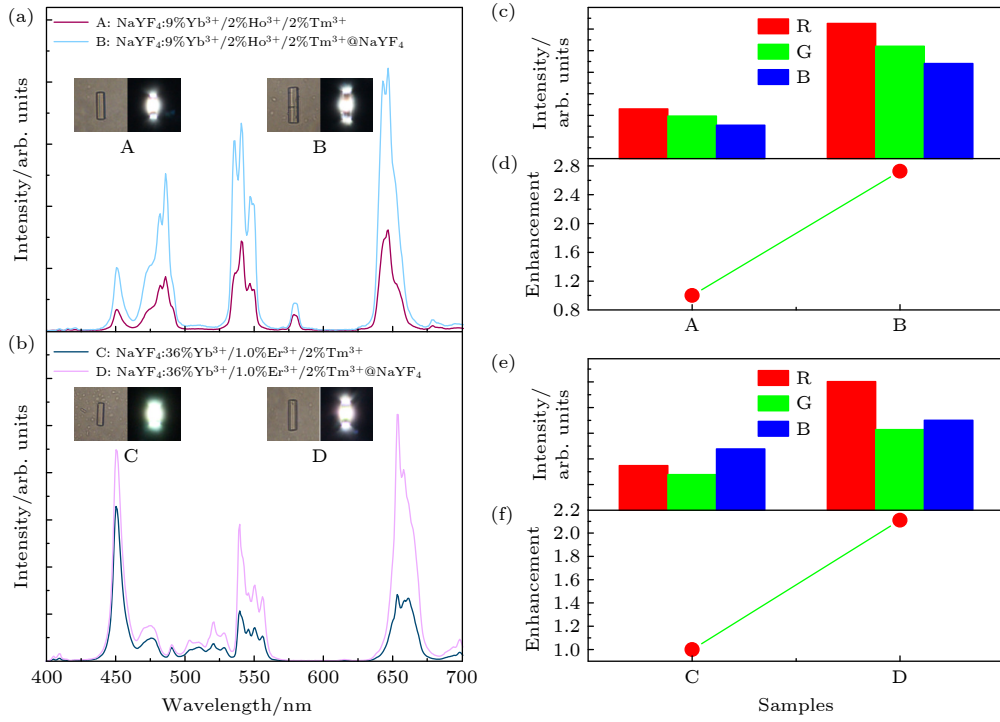 (a)
A: NaYF₄:9%Yb³⁺/2%Ho³⁺/2%Tm³⁺
B: NaYF₄:9%Yb³⁺/2%Ho³⁺/2%Tm³⁺@NaYF₄
A
B
Intensity/arb. units
(b)
C: NaYF₄:36%Yb³⁺/1.0%Er³⁺/2%Tm³⁺
D: NaYF₄:36%Yb³⁺/1.0%Er³⁺/2%Tm³⁺@NaYF₄
C
D
Intensity/arb. units
400 450 500 550 600 650 700
Wavelength/nm
(c)
R
G
B
Intensity/
arb. units
(d)
2.8
2.4
2.0
1.6
1.2
0.8
Enhancement
A B
(e)
R
G
B
Intensity/
arb. units
(f)
2.2
2.0
1.8
1.6
1.4
1.2
1.0
Enhancement
C D
Samples